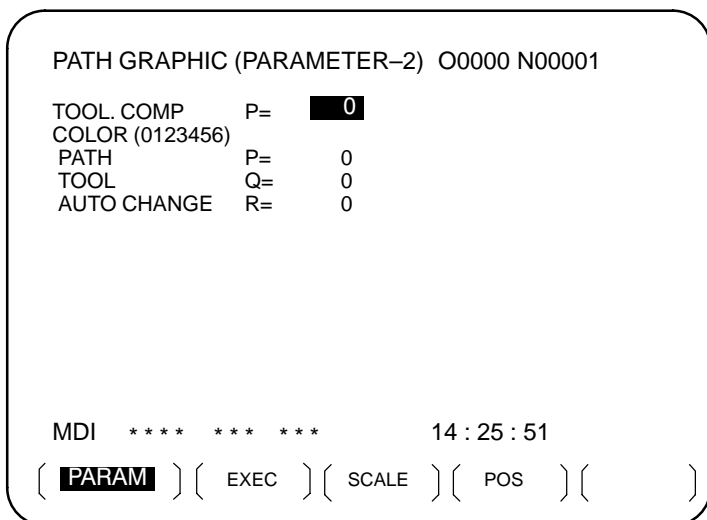 PATH GRAPHIC (PARAMETER–2) O0000 N00001
TOOL. COMP P= 0
COLOR (0123456)
PATH P= 0
TOOL Q= 0
AUTO CHANGE R= 0
MDI **** *** *** 14 : 25 : 51
[ PARAM ] [ EXEC ] [ SCALE ] [ POS ] [ ]